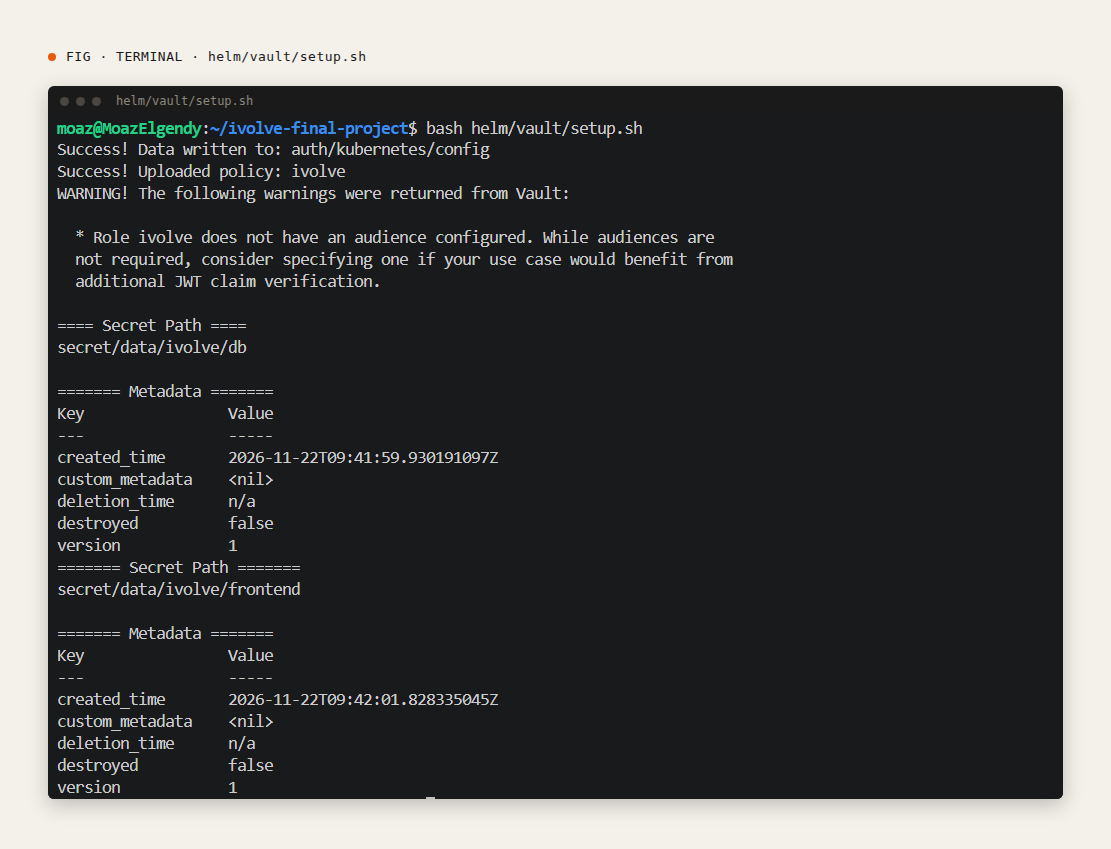 FIG · TERMINAL · helm/vault/setup.sh
helm/vault/setup.sh
moaz@MoazElgendy:~/ivolve-final-project$ bash helm/vault/setup.sh
Success! Data written to: auth/kubernetes/config
Success! Uploaded policy: ivolve
WARNING! The following warnings were returned from Vault:
* Role ivolve does not have an audience configured. While audiences are
not required, consider specifying one if your use case would benefit from
additional JWT claim verification.
==== Secret Path ====
secret/data/ivolve/db
======= Metadata =======
Key Value
--- -----
created_time 2026-11-22T09:41:59.930191097Z
custom_metadata <nil>
deletion_time n/a
destroyed false
version 1
======= Secret Path =======
secret/data/ivolve/frontend
======= Metadata =======
Key Value
--- -----
created_time 2026-11-22T09:42:01.828335045Z
custom_metadata <nil>
deletion_time n/a
destroyed false
version 1